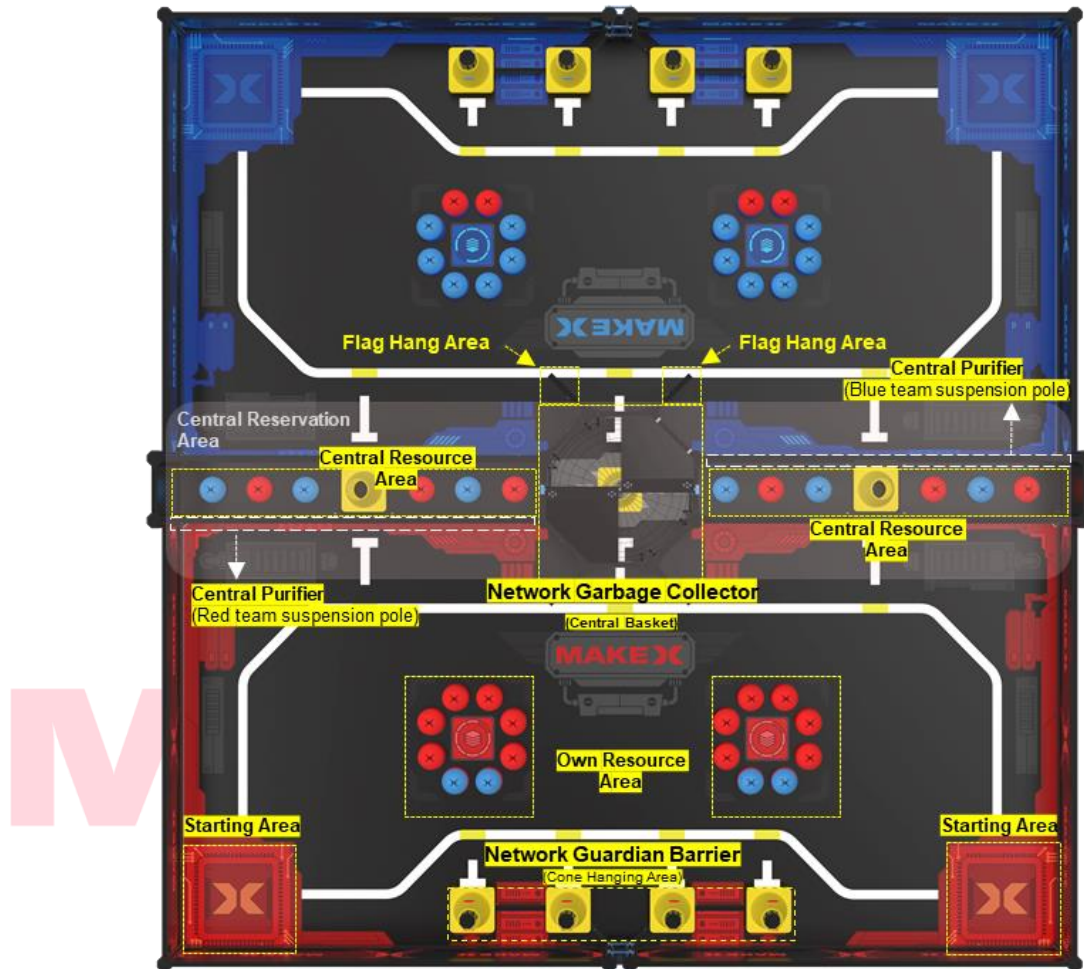 MAKEX
MAKEX
Flag Hang Area
Flag Hang Area
Central Purifier
(Blue team suspension pole)
Central Reservation
Area
Central Resource
Area
Central Resource
Area
Network Garbage Collector
(Central Basket)
Central Purifier
(Red team suspension pole)
MAKEX
M
Own Resource
Area
Starting Area
Starting Area
Network Guardian Barrier
(Cone Hanging Area)